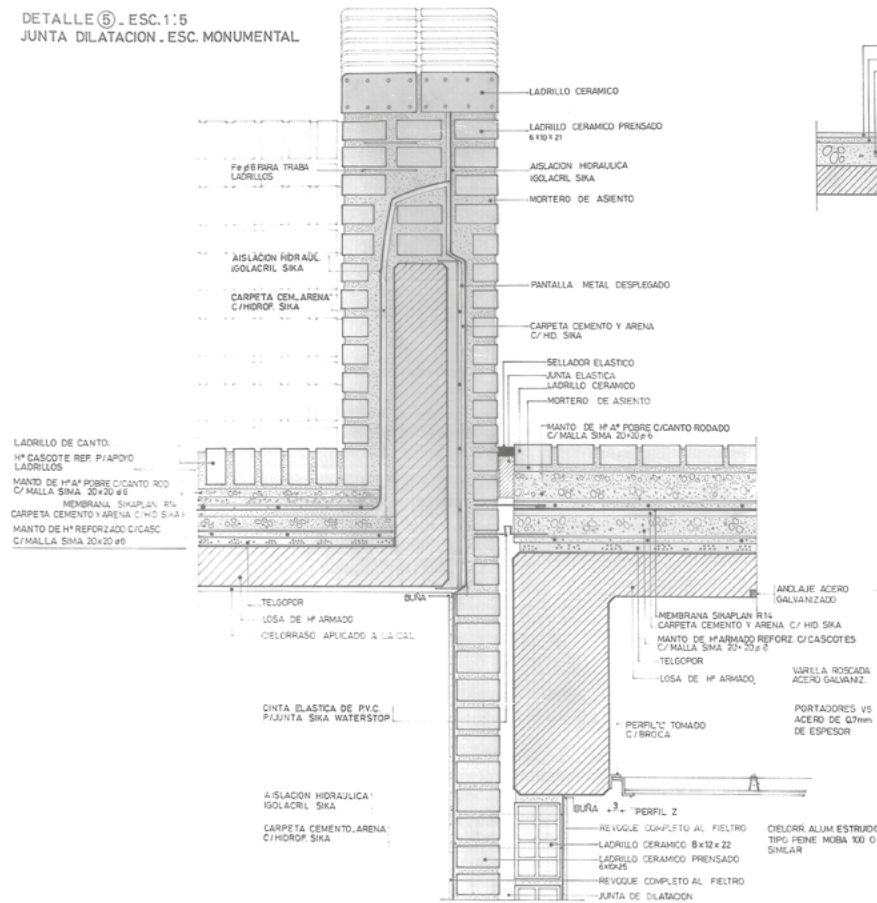 DETALLE 5_ ESC. 1:5
JUNTA DILATACION _ ESC. MONUMENTAL
LADRILLO CERAMICO
LADRILLO CERAMICO PRENSADO
6x10x21
Fe ø6 PARA TRABA
LADRILLOS
AISLACION HIDRAULICA
IGOLACRIL SIKA
MORTERO DE ASIENTO
AISLACION HIDRAUL.
IGOLACRIL SIKA
PANTALLA METAL DESPLEGADO
CARPETA CEM_ARENA
C/HIDROF. SIKA
CARPETA CEMENTO Y ARENA
C/ HID. SIKA
SELLADOR ELASTICO
JUNTA ELASTICA
LADRILLO CERAMICO
MORTERO DE ASIENTO
MANTO DE Hº Aº POBRE C/CANTO RODADO
C/ MALLA SIMA 20x20 ø 6
LADRILLO DE CANTO
Hº CASCOTE REF. P/APOYO
LADRILLOS
MANTO DE Hº Aº POBRE C/CANTO ROD
C/ MALLA SIMA 20x20 ø6
MEMBRANA SIKAPLAN R14
CARPETA CEMENTO Y ARENA C/HID SIKA
MANTO DE Hº REFORZADO C/CASC.
C/MALLA SIMA 20x20 ø6
BUÑA
TELGOPOR
LOSA DE Hº ARMADO
CIELORRASO APLICADO A LA CAL
ANCLAJE ACERO
GALVANIZADO
MEMBRANA SIKAPLAN R14
CARPETA CEMENTO Y ARENA C/ HID. SIKA
MANTO DE Hº ARMADO REFORZ. C/CASCOTES
C/ MALLA SIMA 20x20 ø 6
TELGOPOR
LOSA DE Hº ARMADO
VARILLA ROSCADA
ACERO GALVANIZ.
CINTA ELASTICA DE P.V.C.
P/JUNTA SIKA WATERSTOP
PERFIL "L" TOMADO
C/BROCA
PORTADORES V5
ACERO DE 0.7mm
DE ESPESOR
AISLACION HIDRAULICA
IGOLACRIL SIKA
CARPETA CEMENTO_ARENA
C/HIDROF. SIKA
BUÑA
3
PERFIL Z
REVOQUE COMPLETO AL FIELTRO
LADRILLO CERAMICO 8x12x22
LADRILLO CERAMICO PRENSADO
6x10x25
REVOQUE COMPLETO AL FIELTRO
JUNTA DE DILATACION
CIELORR. ALUM. ESTRUIDO
TIPO PEINE MOBA 100 O
SIMILAR